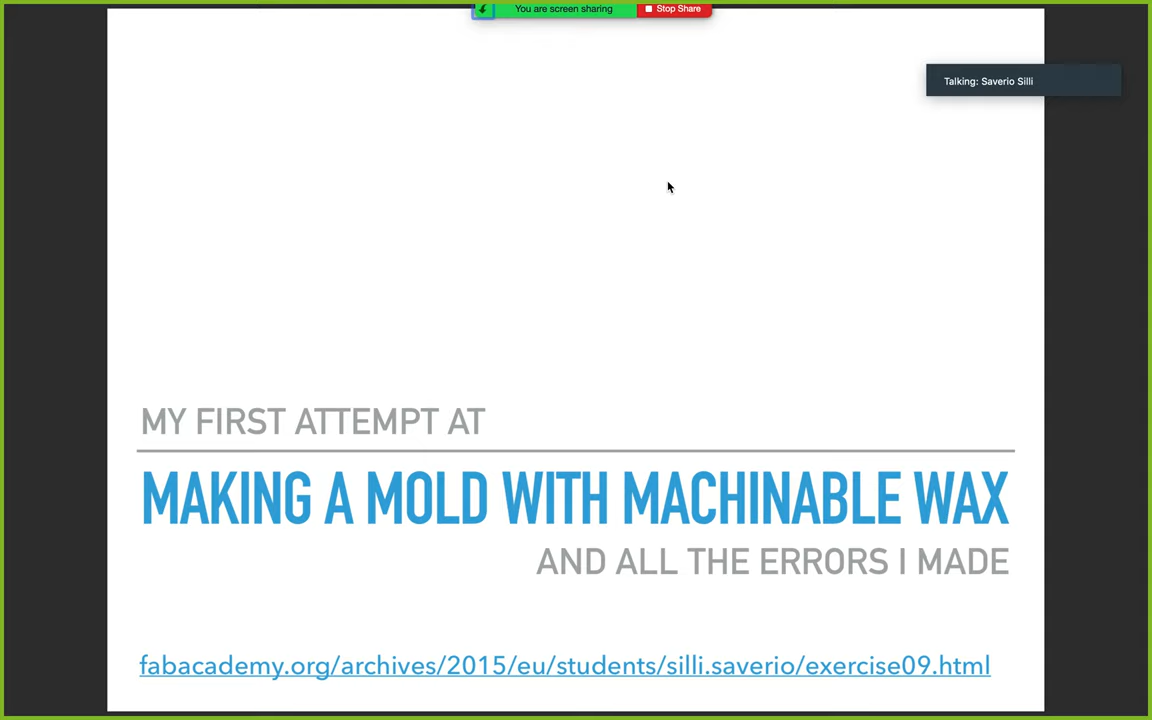 You are screen sharing Stop Share
Talking: Saverio Silli
MY FIRST ATTEMPT AT
MAKING A MOLD WITH MACHINABLE WAX
AND ALL THE ERRORS I MADE
fabacademy.org/archives/2015/eu/students/silli.saverio/exercise09.html